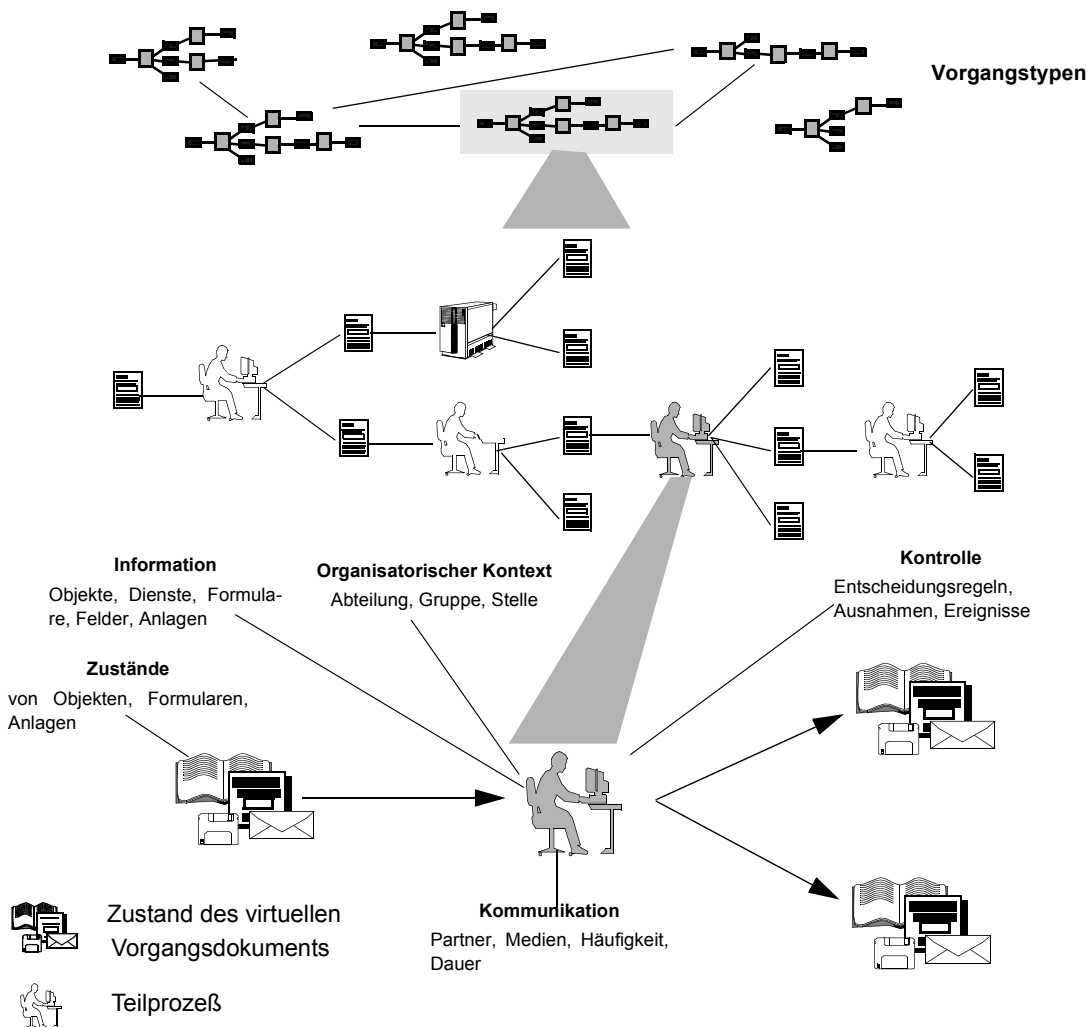 Vorgangstypen
Information
Objekte, Dienste, Formula-
re, Felder, Anlagen
Organisatorischer Kontext
Abteilung, Gruppe, Stelle
Kontrolle
Entscheidungsregeln,
Ausnahmen, Ereignisse
Zustände
von Objekten, Formularen,
Anlagen
Kommunikation
Partner, Medien, Häufigkeit,
Dauer
Zustand des virtuellen
Vorgangsdokuments
Teilprozeß